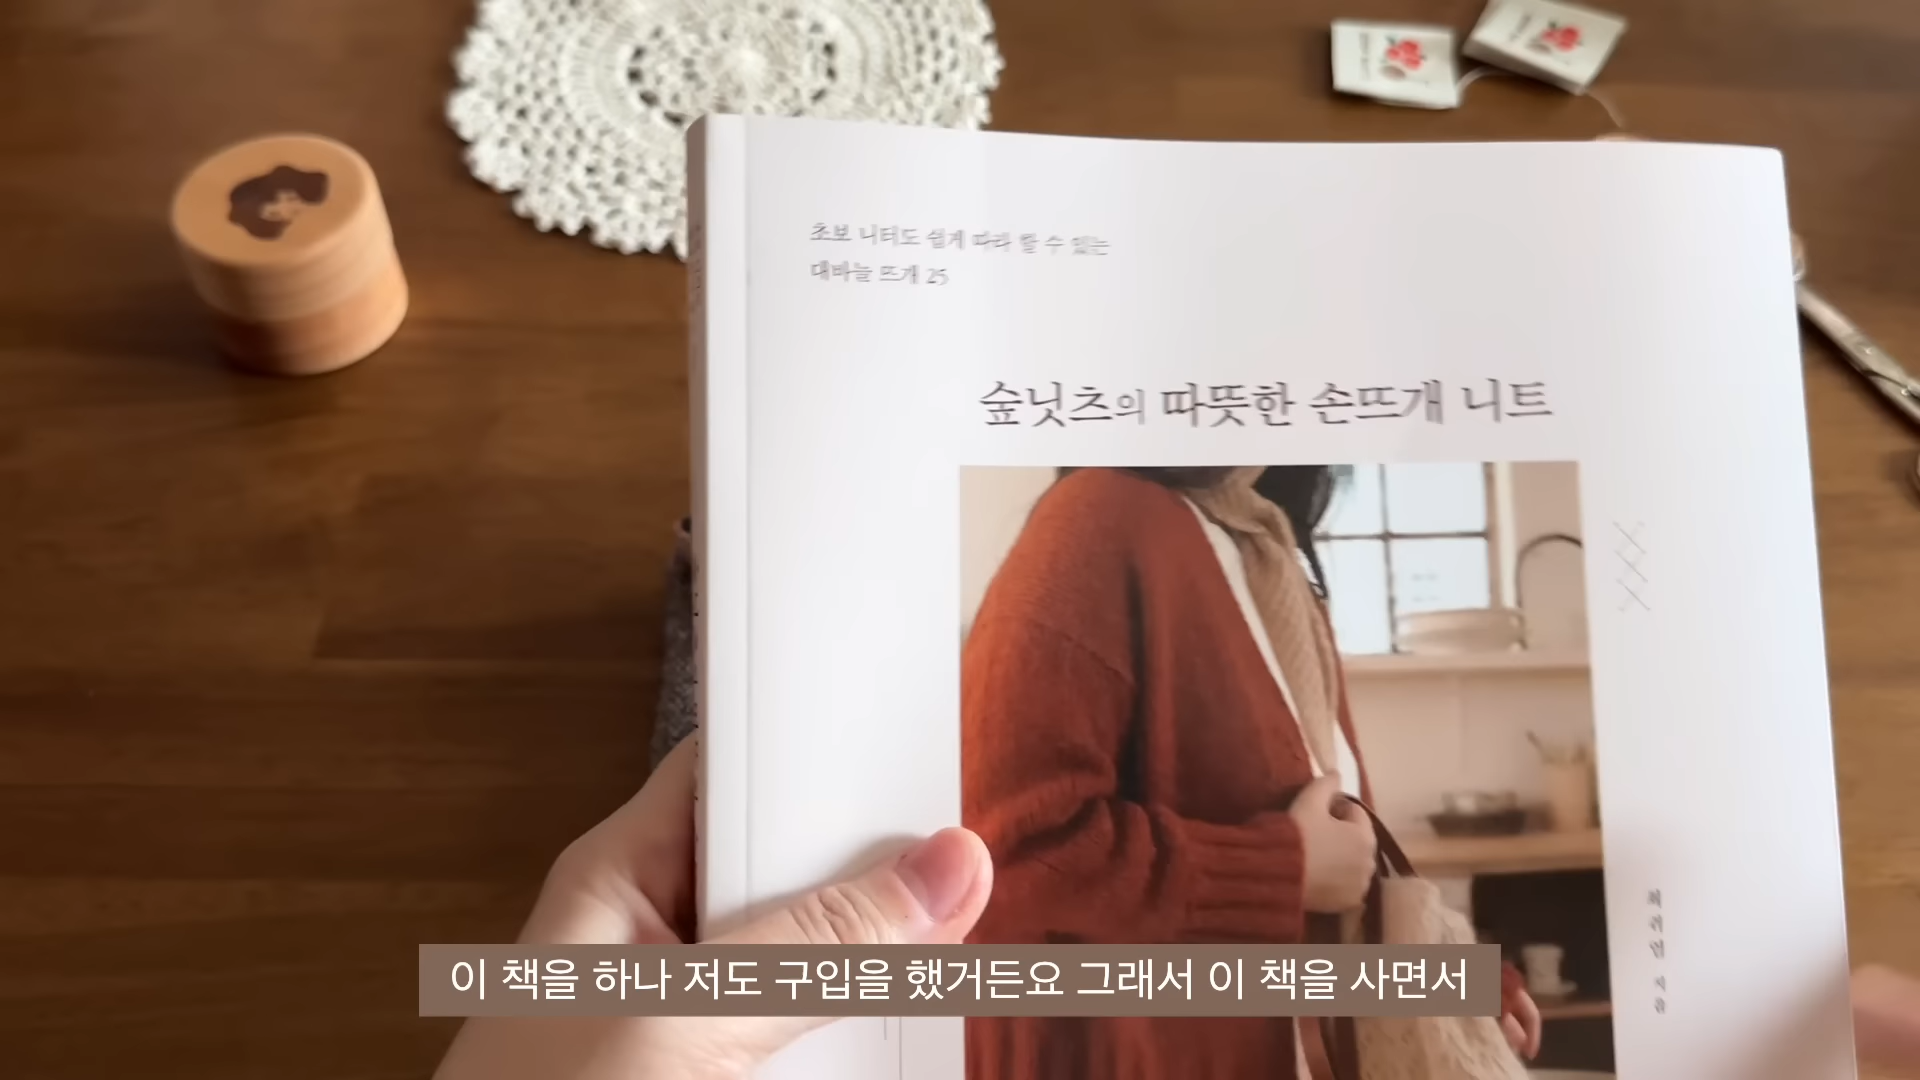 초보 니터도 쉽게 따라 할 수 있는
대바늘 뜨개 25
숲닛츠의 따뜻한 손뜨개 니트
지음
이 책을 하나 저도 구입을 했거든요 그래서 이 책을 사면서